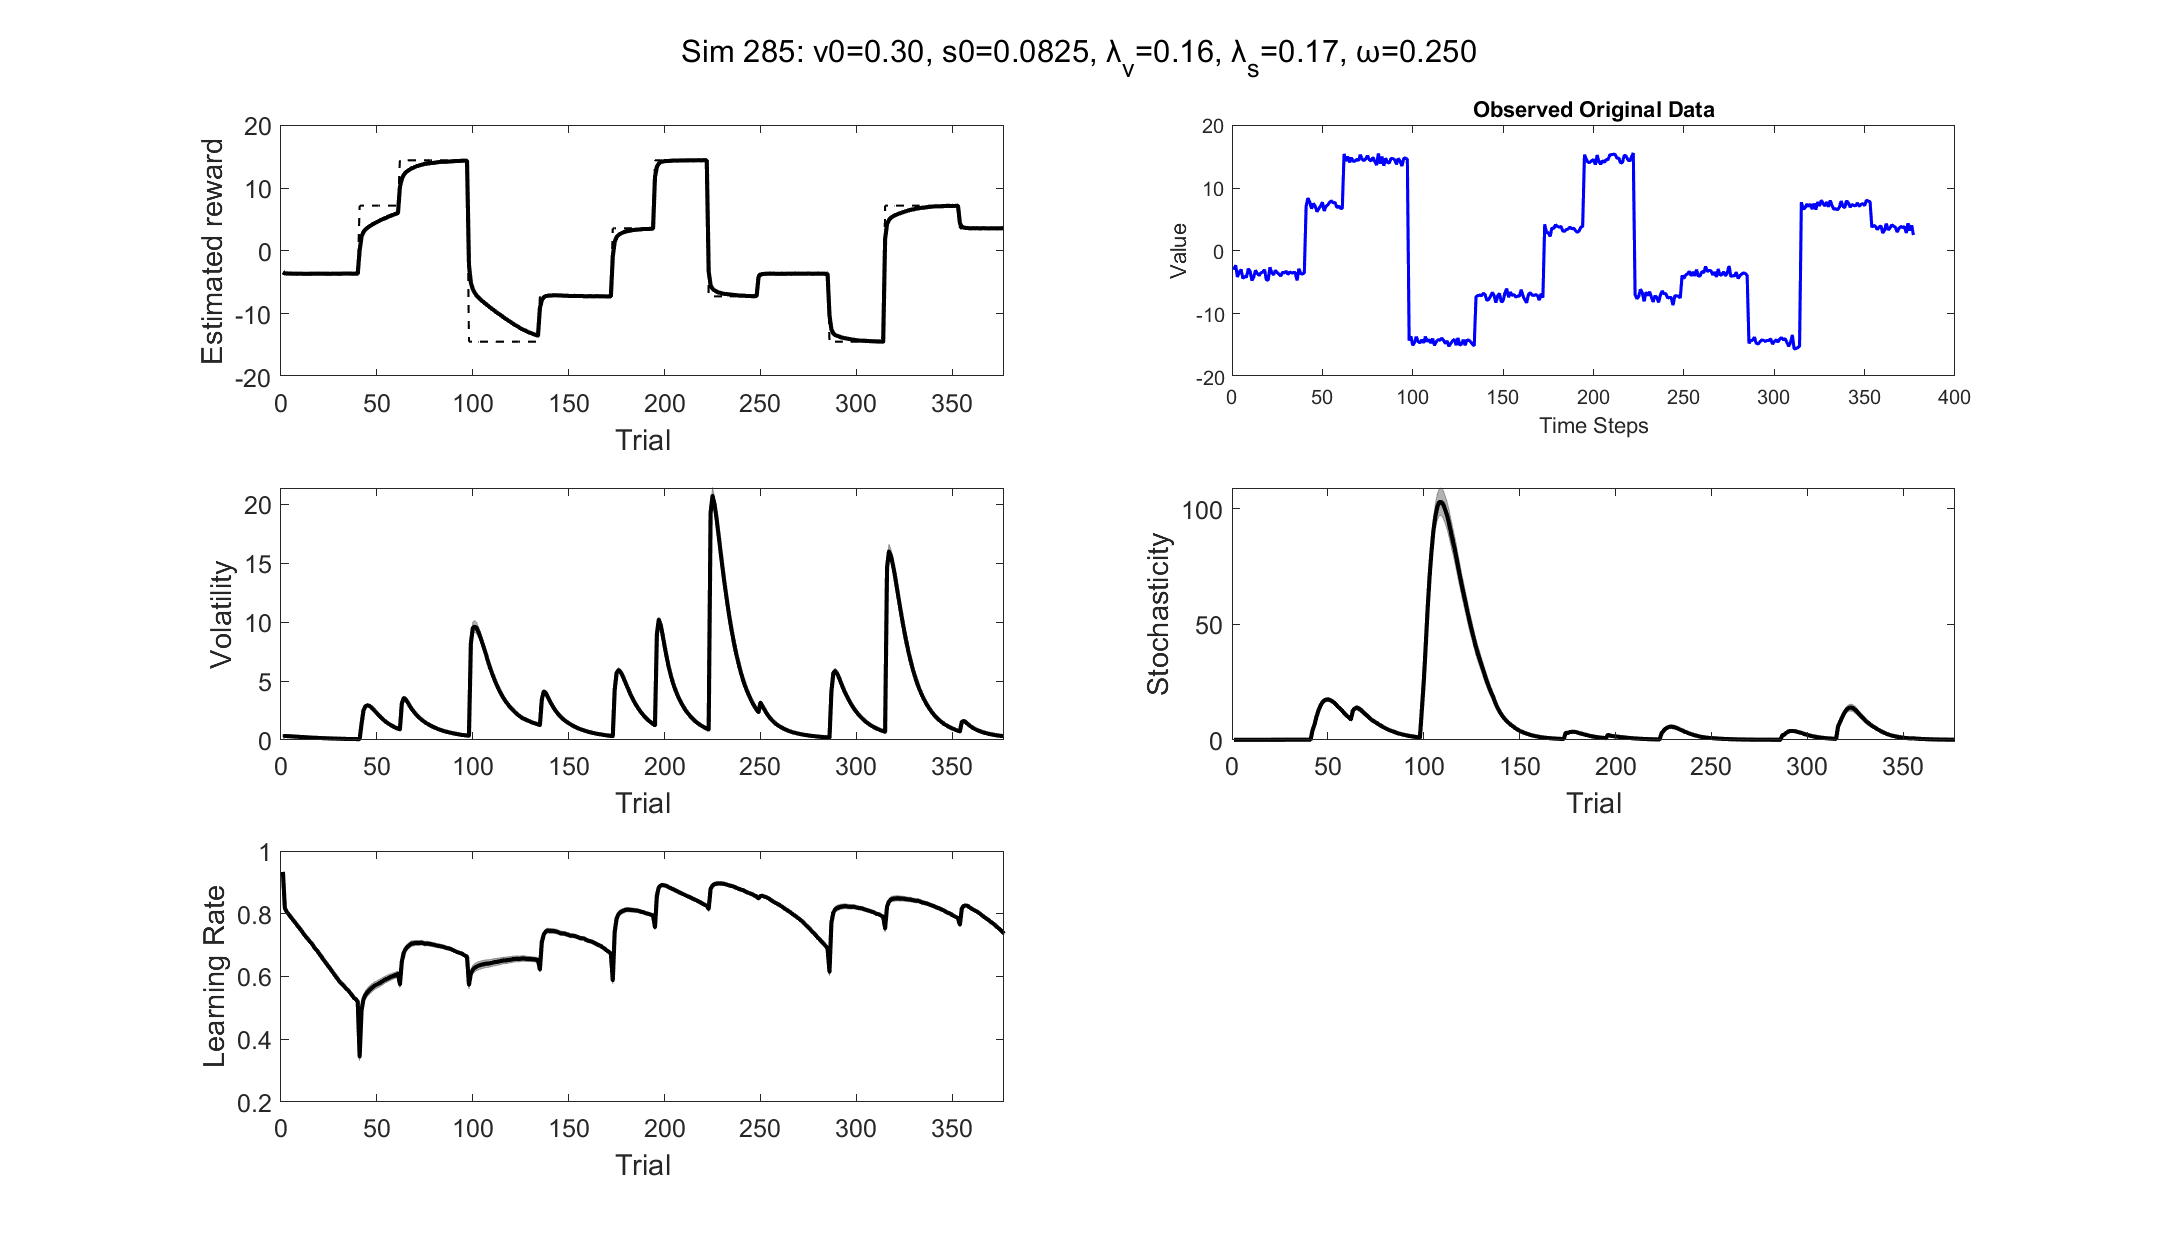 Sim 285: v0=0.30, s0=0.0825, λv=0.16, λs=0.17, ω=0.250
Estimated reward
20
10
0
-10
-20
0 50 100 150 200 250 300 350
Trial
Observed Original Data
Value
20
10
0
-10
-20
0 50 100 150 200 250 300 350 400
Time Steps
Volatility
20
15
10
5
0
0 50 100 150 200 250 300 350
Trial
Stochasticity
100
50
0
0 50 100 150 200 250 300 350
Trial
Learning Rate
1
0.8
0.6
0.4
0.2
0 50 100 150 200 250 300 350
Trial